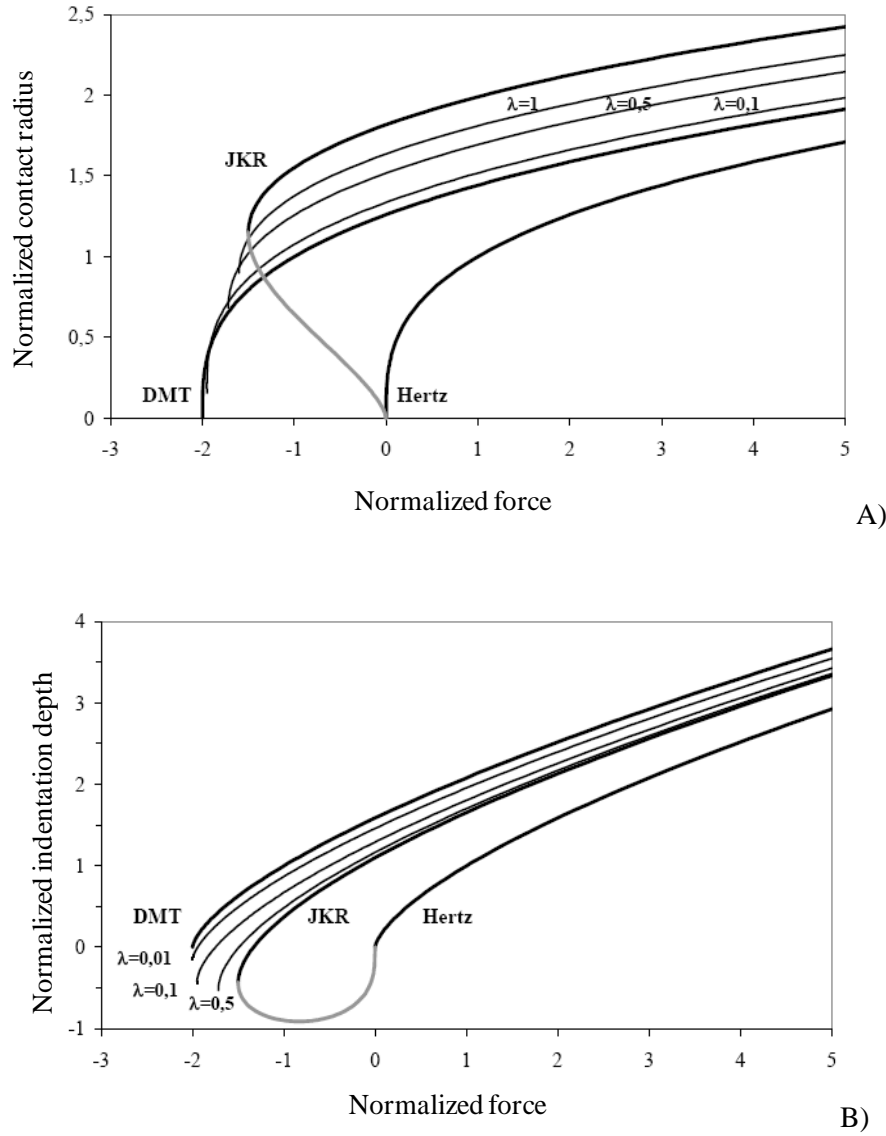 2,5
2
1,5
1
0,5
0
Normalized contact radius
λ=1
λ=0,5
λ=0,1
JKR
DMT
Hertz
-3 -2 -1 0 1 2 3 4 5
Normalized force
A)
4
3
2
1
0
-1
Normalized indentation depth
DMT
JKR
Hertz
λ=0,01
λ=0,1
λ=0,5
-3 -2 -1 0 1 2 3 4 5
Normalized force
B)